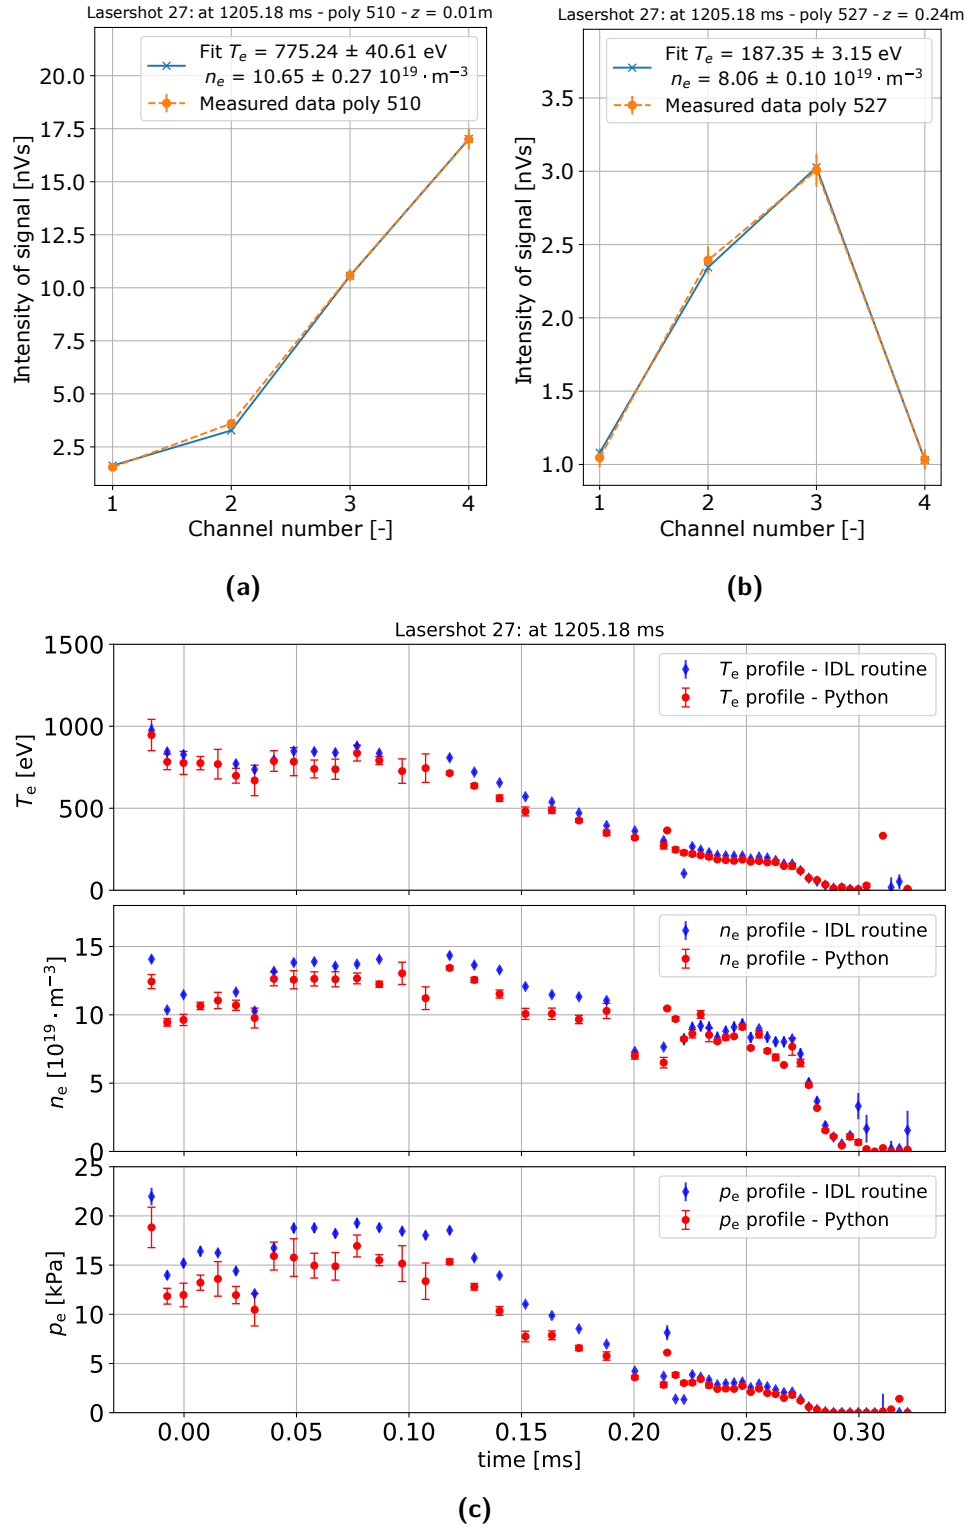 Lasershot 27: at 1205.18 ms - poly 510 - z = 0.01m
Fit Te = 775.24 ± 40.61 eV
ne = 10.65 ± 0.27 10^19 · m^−3
Measured data poly 510
20.0
17.5
15.0
12.5
10.0
7.5
5.0
2.5
Intensity of signal [nVs]
1 2 3 4
Channel number [-]
(a)
Lasershot 27: at 1205.18 ms - poly 527 - z = 0.24m
Fit Te = 187.35 ± 3.15 eV
ne = 8.06 ± 0.10 10^19 · m^−3
Measured data poly 527
3.5
3.0
2.5
2.0
1.5
1.0
Intensity of signal [nVs]
1 2 3 4
Channel number [-]
(b)
Lasershot 27: at 1205.18 ms
1500
1000
500
0
Te [eV]
Te profile - IDL routine
Te profile - Python
15
10
5
0
ne [10^19 · m^−3]
ne profile - IDL routine
ne profile - Python
25
20
15
10
5
0
pe [kPa]
pe profile - IDL routine
pe profile - Python
0.00 0.05 0.10 0.15 0.20 0.25 0.30
time [ms]
(c)